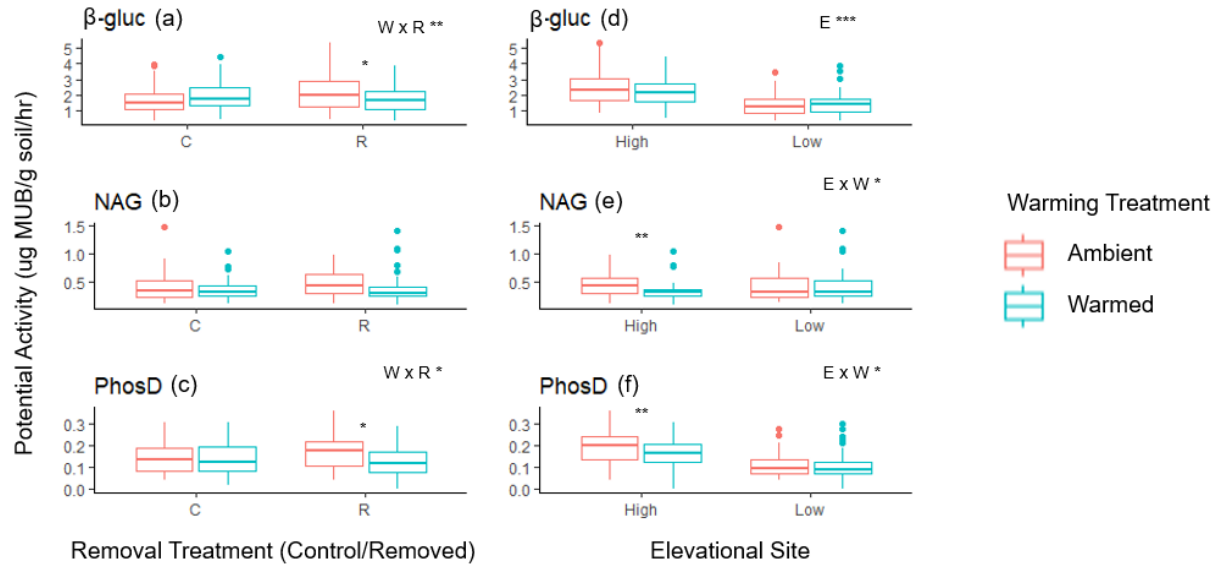 β-gluc (a)
W x R **
5
4
3
2
1
*
C
R
β-gluc (d)
E ***
5
4
3
2
1
High
Low
NAG (b)
1.5
1.0
0.5
C
R
NAG (e)
E x W *
1.5
1.0
0.5
**
High
Low
PhosD (c)
W x R *
0.3
0.2
0.1
0.0
*
C
R
PhosD (f)
E x W *
0.3
0.2
0.1
0.0
**
High
Low
Potential Activity (ug MUB/g soil/hr)
Removal Treatment (Control/Removed)
Elevational Site
Warming Treatment
Ambient
Warmed